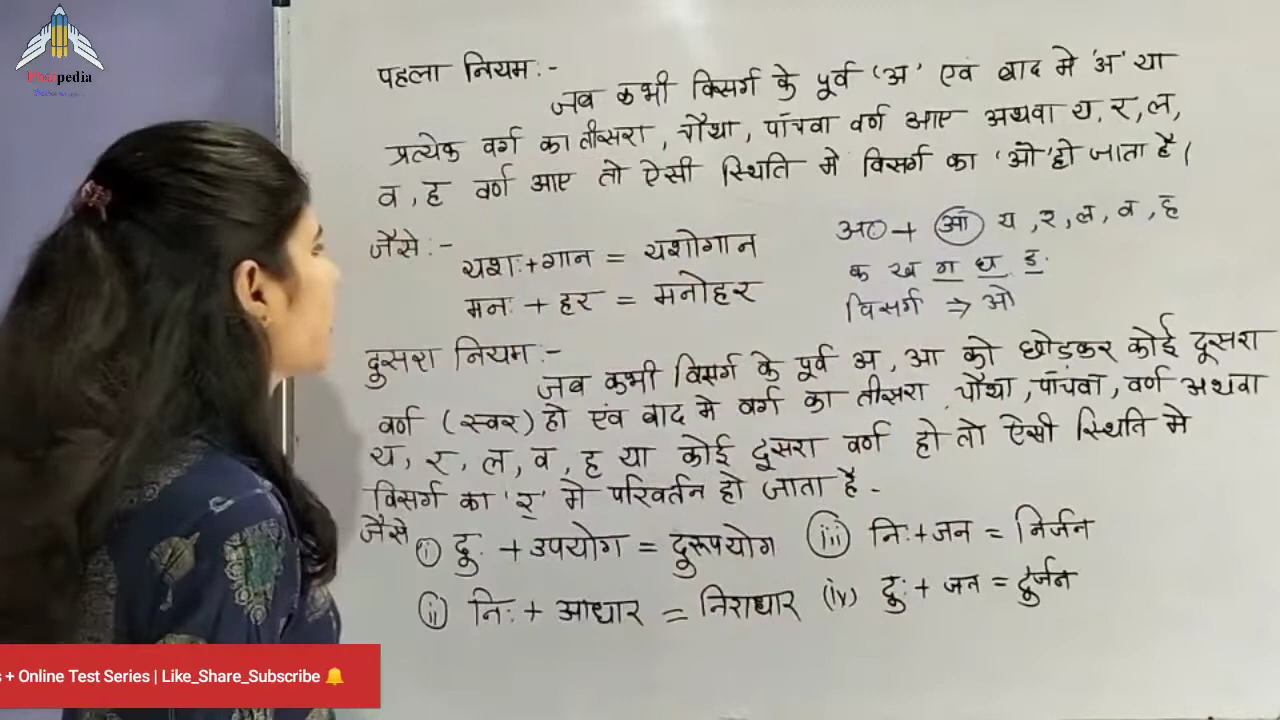 Dharpedia
पहला नियम :-
जब कभी विसर्ग के पूर्व 'अ' एवं बाद मे 'अ' या
प्रत्येक वर्ग का तीसरा, चौथा, पाँचवा वर्ण आए अथवा य, र, ल,
व, ह वर्ण आए तो ऐसी स्थिति मे विसर्ग का 'ओ' हो जाता है।
जैसे :-
यशः + गान = यशोगान
मनः + हर = मनोहर
य, र, ल, व, ह
क ख ग घ ङ
विसर्ग ⇒ ओ
दुसरा नियम :-
जब कभी विसर्ग के पूर्व अ, आ को छोड़कर कोई दूसरा
वर्ण (स्वर) हो एंव बाद मे वर्ग का तीसरा, चौथा, पाँचवाँ, वर्ण अथवा
य, र, ल, व, ह या कोई दूसरा वर्ण हो तो ऐसी स्थिति मे
विसर्ग का 'र्' मे परिवर्तन हो जाता है -
जैसे (i) दुः + उपयोग = दुरूपयोग (iii) निः + जन = निर्जन
(ii) निः + आधार = निराधार (iv) दुः + जन = दुर्जन
+ Online Test Series | Like_Share_Subscribe 🔔